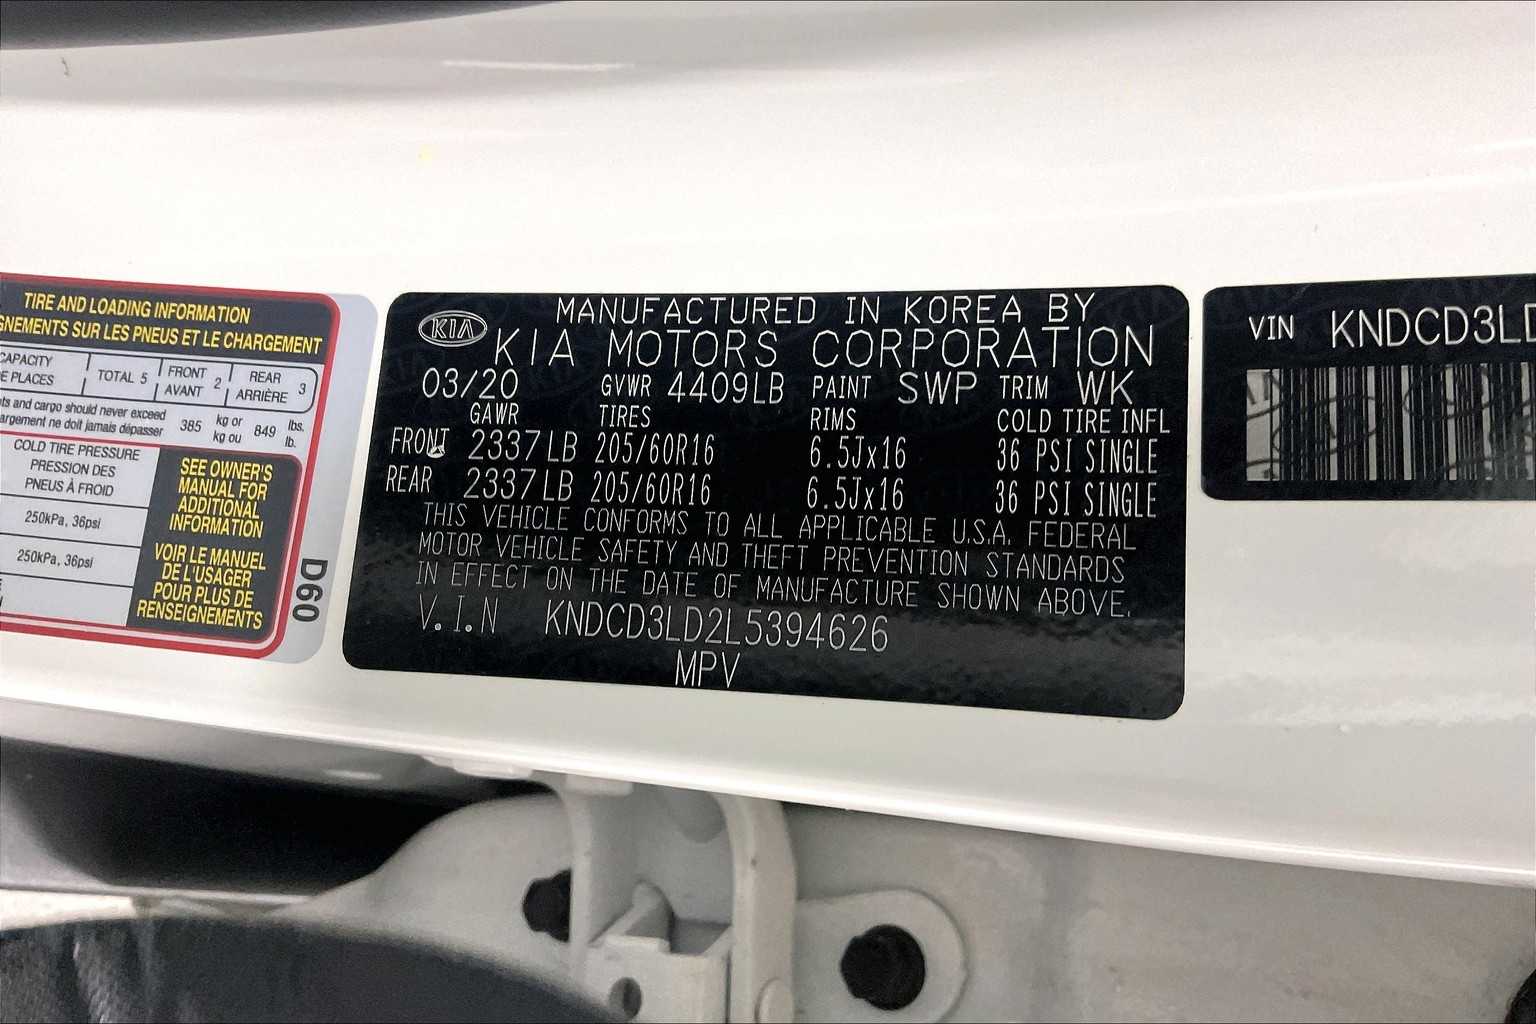 TIRE AND LOADING INFORMATION
SUR LES PNEUS ET LE CHARGEMENT
CAPACITY TOTAL 5 FRONT 2 REAR 3
PLACES AVANT ARRIÈRE
and cargo should never exceed 385 kg or 849 lbs.
ne doit jamais dépasser kg ou lb.
COLD TIRE PRESSURE
PRESSION DES
PNEUS À FROID
250kPa, 36psi
250kPa, 36psi
SEE OWNER'S
MANUAL FOR
ADDITIONAL
INFORMATION
VOIR LE MANUEL
DE L'USAGER
POUR PLUS DE
RENSEIGNEMENTS
D60
KIA
MANUFACTURED IN KOREA BY
KIA MOTORS CORPORATION
03/20 GVWR 4409LB PAINT SWP TRIM WK
GAWR TIRES RIMS COLD TIRE INFL
FRONT 2337LB 205/60R16 6.5Jx16 36 PSI SINGLE
REAR 2337LB 205/60R16 6.5Jx16 36 PSI SINGLE
THIS VEHICLE CONFORMS TO ALL APPLICABLE U.S.A. FEDERAL
MOTOR VEHICLE SAFETY AND THEFT PREVENTION STANDARDS
IN EFFECT ON THE DATE OF MANUFACTURE SHOWN ABOVE.
V.I.N KNDCD3LD2L5394626
MPV
VIN KNDCD3LD